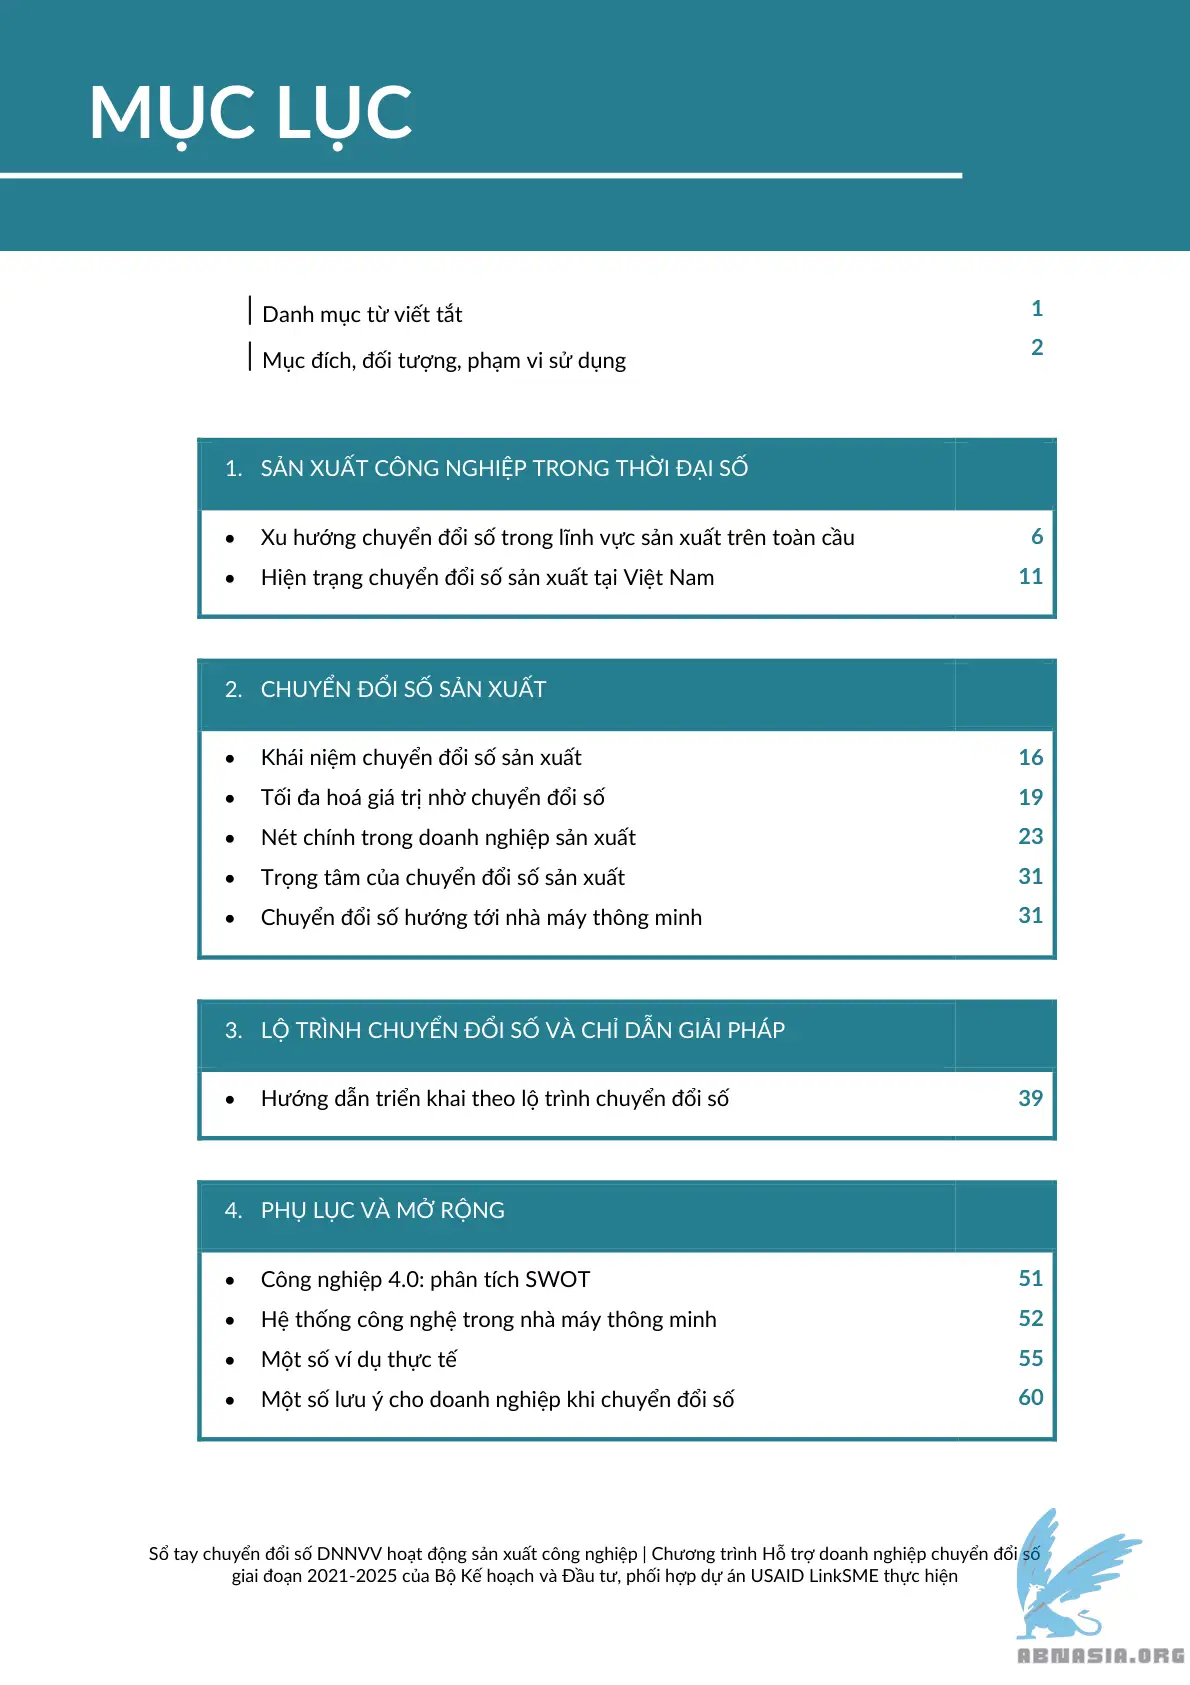 MỤC LỤC
Danh mục từ viết tắt 1
Mục đích, đối tượng, phạm vi sử dụng 2
1. SẢN XUẤT CÔNG NGHIỆP TRONG THỜI ĐẠI SỐ
• Xu hướng chuyển đổi số trong lĩnh vực sản xuất trên toàn cầu 6
• Hiện trạng chuyển đổi số sản xuất tại Việt Nam 11
2. CHUYỂN ĐỔI SỐ SẢN XUẤT
• Khái niệm chuyển đổi số sản xuất 16
• Tối đa hoá giá trị nhờ chuyển đổi số 19
• Nét chính trong doanh nghiệp sản xuất 23
• Trọng tâm của chuyển đổi số sản xuất 31
• Chuyển đổi số hướng tới nhà máy thông minh 31
3. LỘ TRÌNH CHUYỂN ĐỔI SỐ VÀ CHỈ DẪN GIẢI PHÁP
• Hướng dẫn triển khai theo lộ trình chuyển đổi số 39
4. PHỤ LỤC VÀ MỞ RỘNG
• Công nghiệp 4.0: phân tích SWOT 51
• Hệ thống công nghệ trong nhà máy thông minh 52
• Một số ví dụ thực tế 55
• Một số lưu ý cho doanh nghiệp khi chuyển đổi số 60
Sổ tay chuyển đổi số DNNVV hoạt động sản xuất công nghiệp | Chương trình Hỗ trợ doanh nghiệp chuyển đổi số
giai đoạn 2021-2025 của Bộ Kế hoạch và Đầu tư, phối hợp dự án USAID LinkSME thực hiện
ABNASIA.ORG